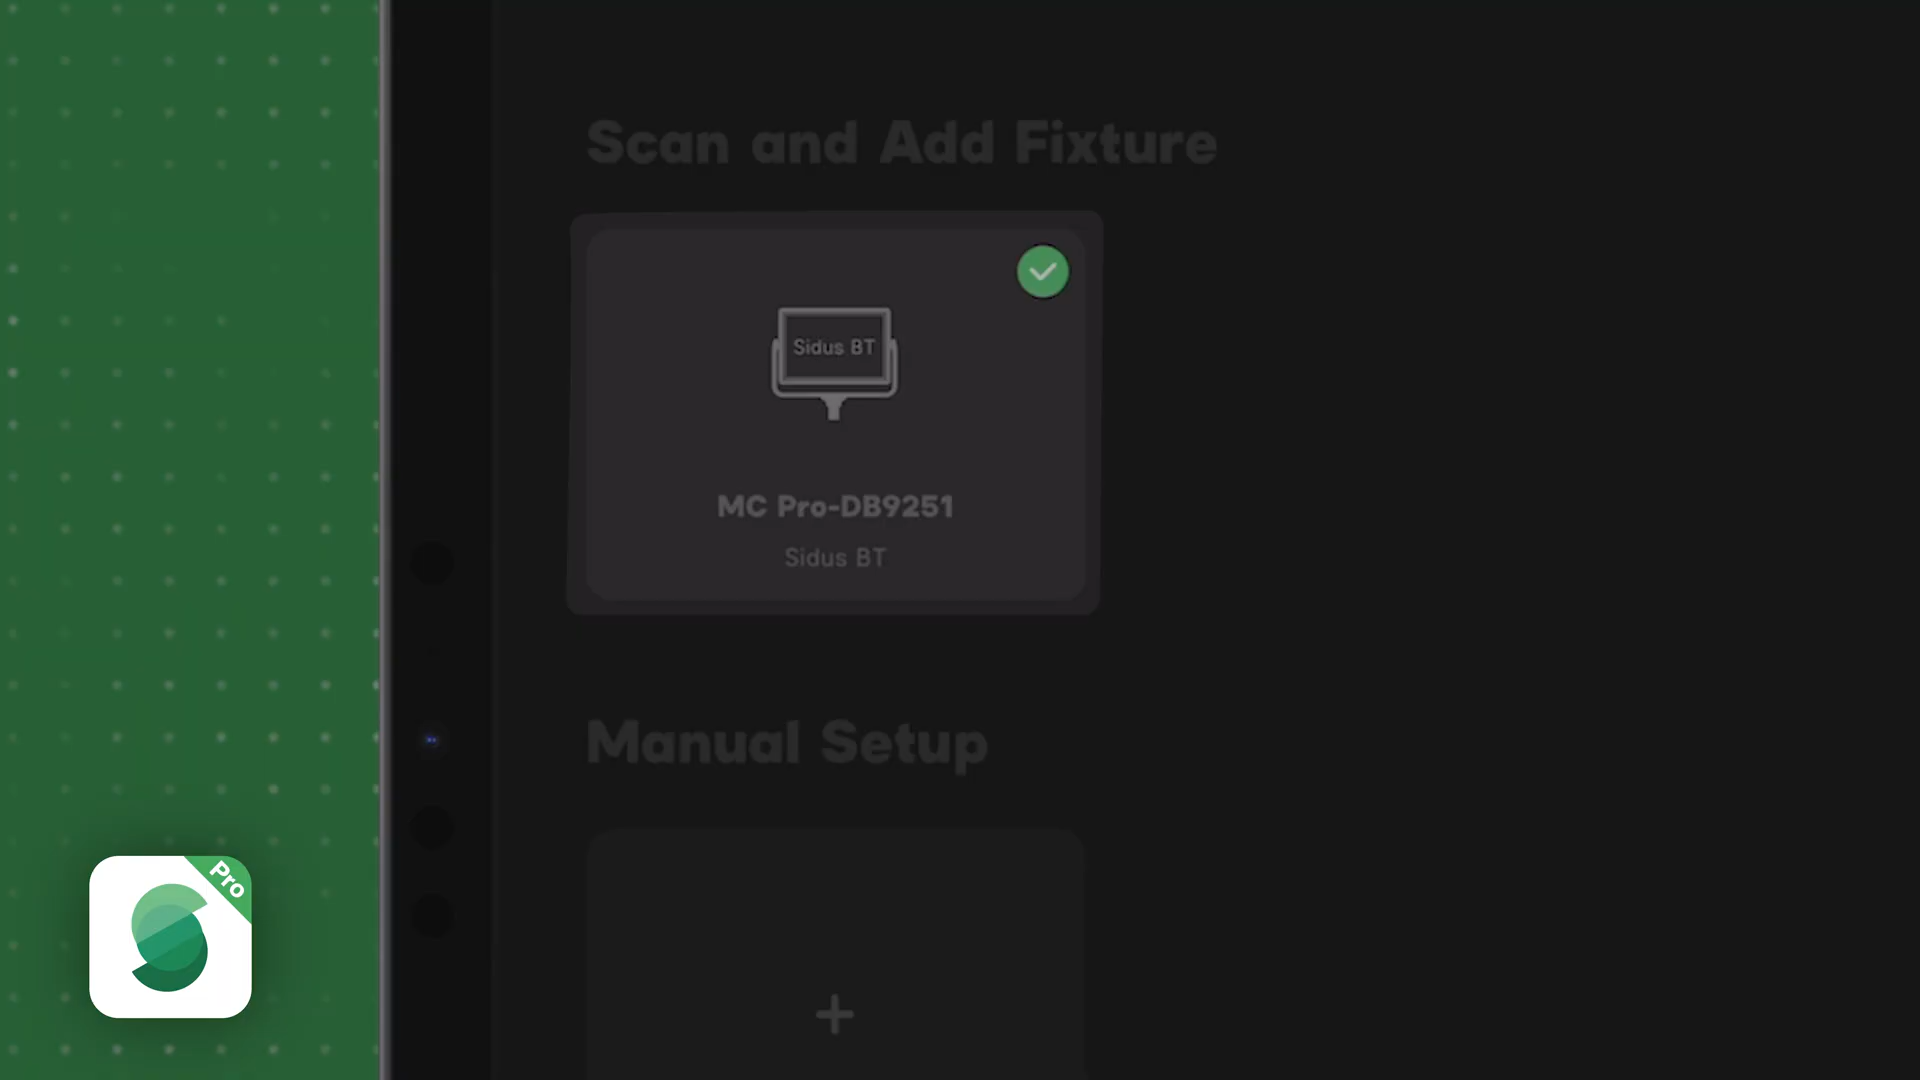 Scan and Add Fixture
Sidus BT
MC Pro-DB9251
Sidus BT
Manual Setup
Pro